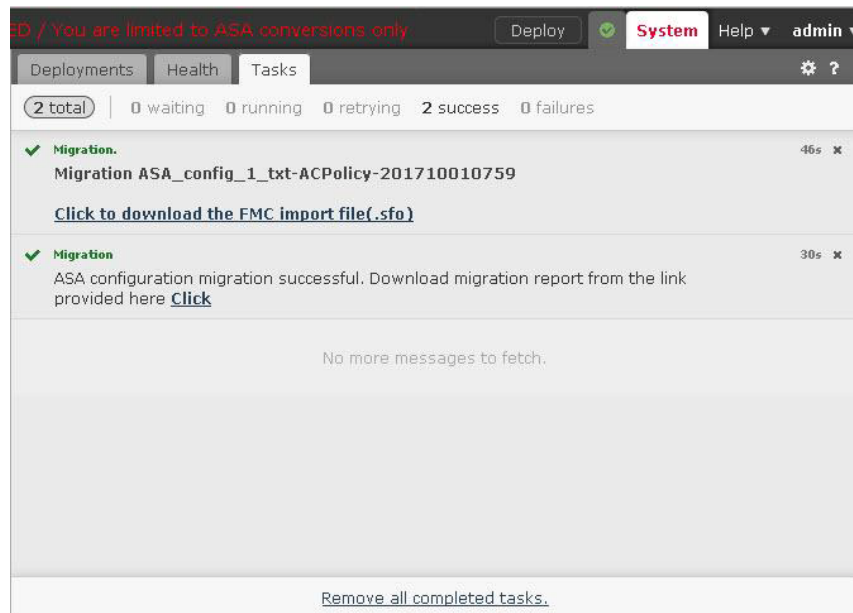 ED / You are limited to ASA conversions only
Deploy
System
Help
admin
Deployments
Health
Tasks
?
2 total
0 waiting
0 running
0 retrying
2 success
0 failures
Migration.
46s
Migration ASA_config_1_txt-ACPolicy-201710010759
Click to download the FMC import file(.sfo)
Migration
30s
ASA configuration migration successful. Download migration report from the link
provided here Click
No more messages to fetch.
Remove all completed tasks.